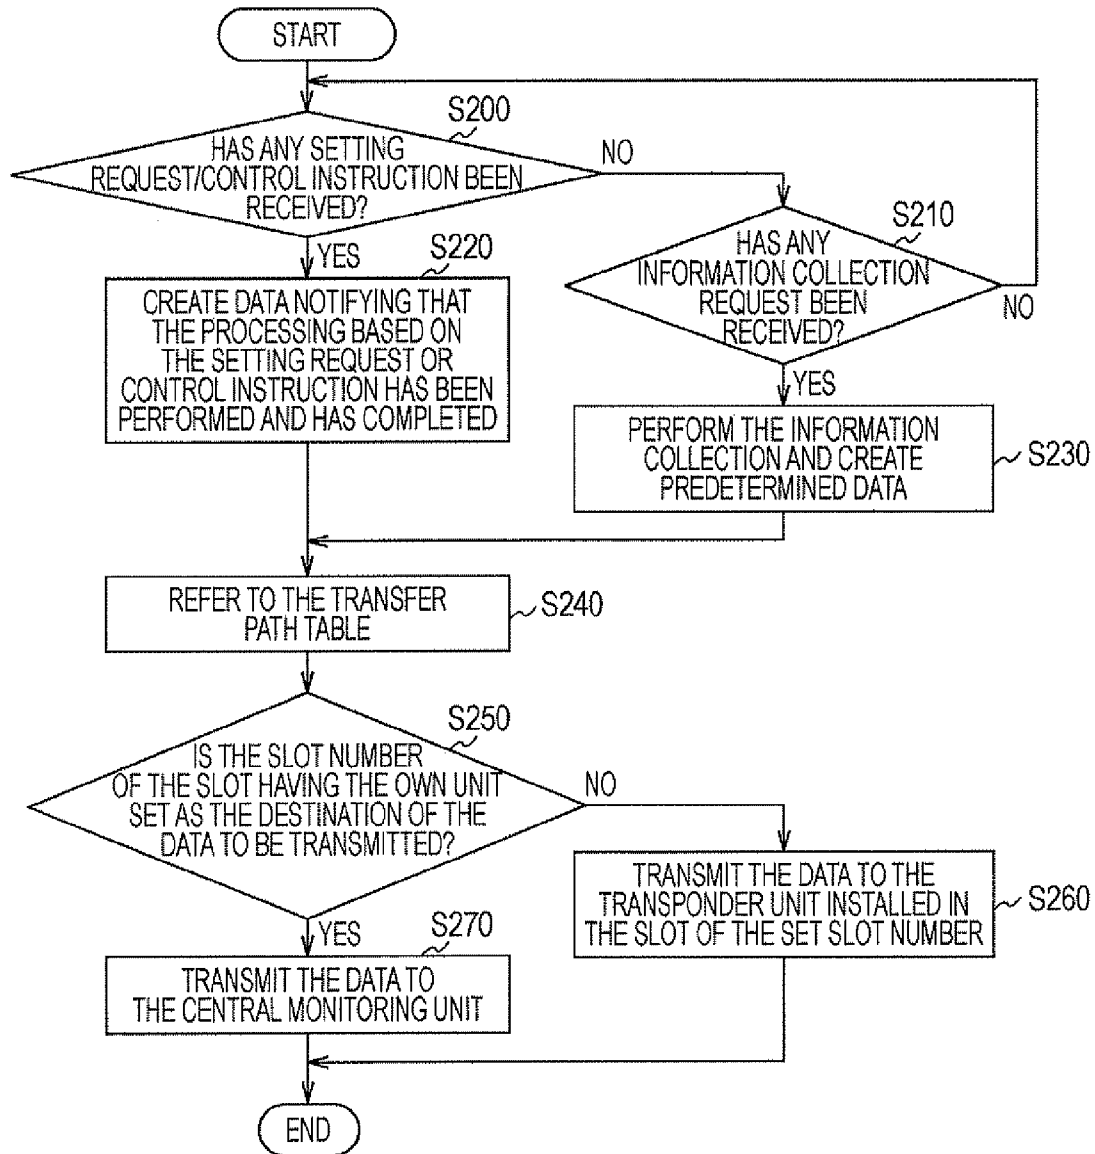 START
S200
HAS ANY SETTING
REQUEST/CONTROL INSTRUCTION BEEN
RECEIVED?
NO
YES
S210
HAS ANY
INFORMATION COLLECTION
REQUEST BEEN
RECEIVED?
NO
YES
S220
CREATE DATA NOTIFYING THAT
THE PROCESSING BASED ON
THE SETTING REQUEST OR
CONTROL INSTRUCTION HAS BEEN
PERFORMED AND HAS COMPLETED
PERFORM THE INFORMATION
COLLECTION AND CREATE
PREDETERMINED DATA
S230
REFER TO THE TRANSFER
PATH TABLE
S240
S250
IS THE SLOT NUMBER
OF THE SLOT HAVING THE OWN UNIT
SET AS THE DESTINATION OF THE
DATA TO BE TRANSMITTED?
NO
YES
TRANSMIT THE DATA TO THE
TRANSPONDER UNIT INSTALLED IN
THE SLOT OF THE SET SLOT NUMBER
S260
S270
TRANSMIT THE DATA TO
THE CENTRAL MONITORING UNIT
END